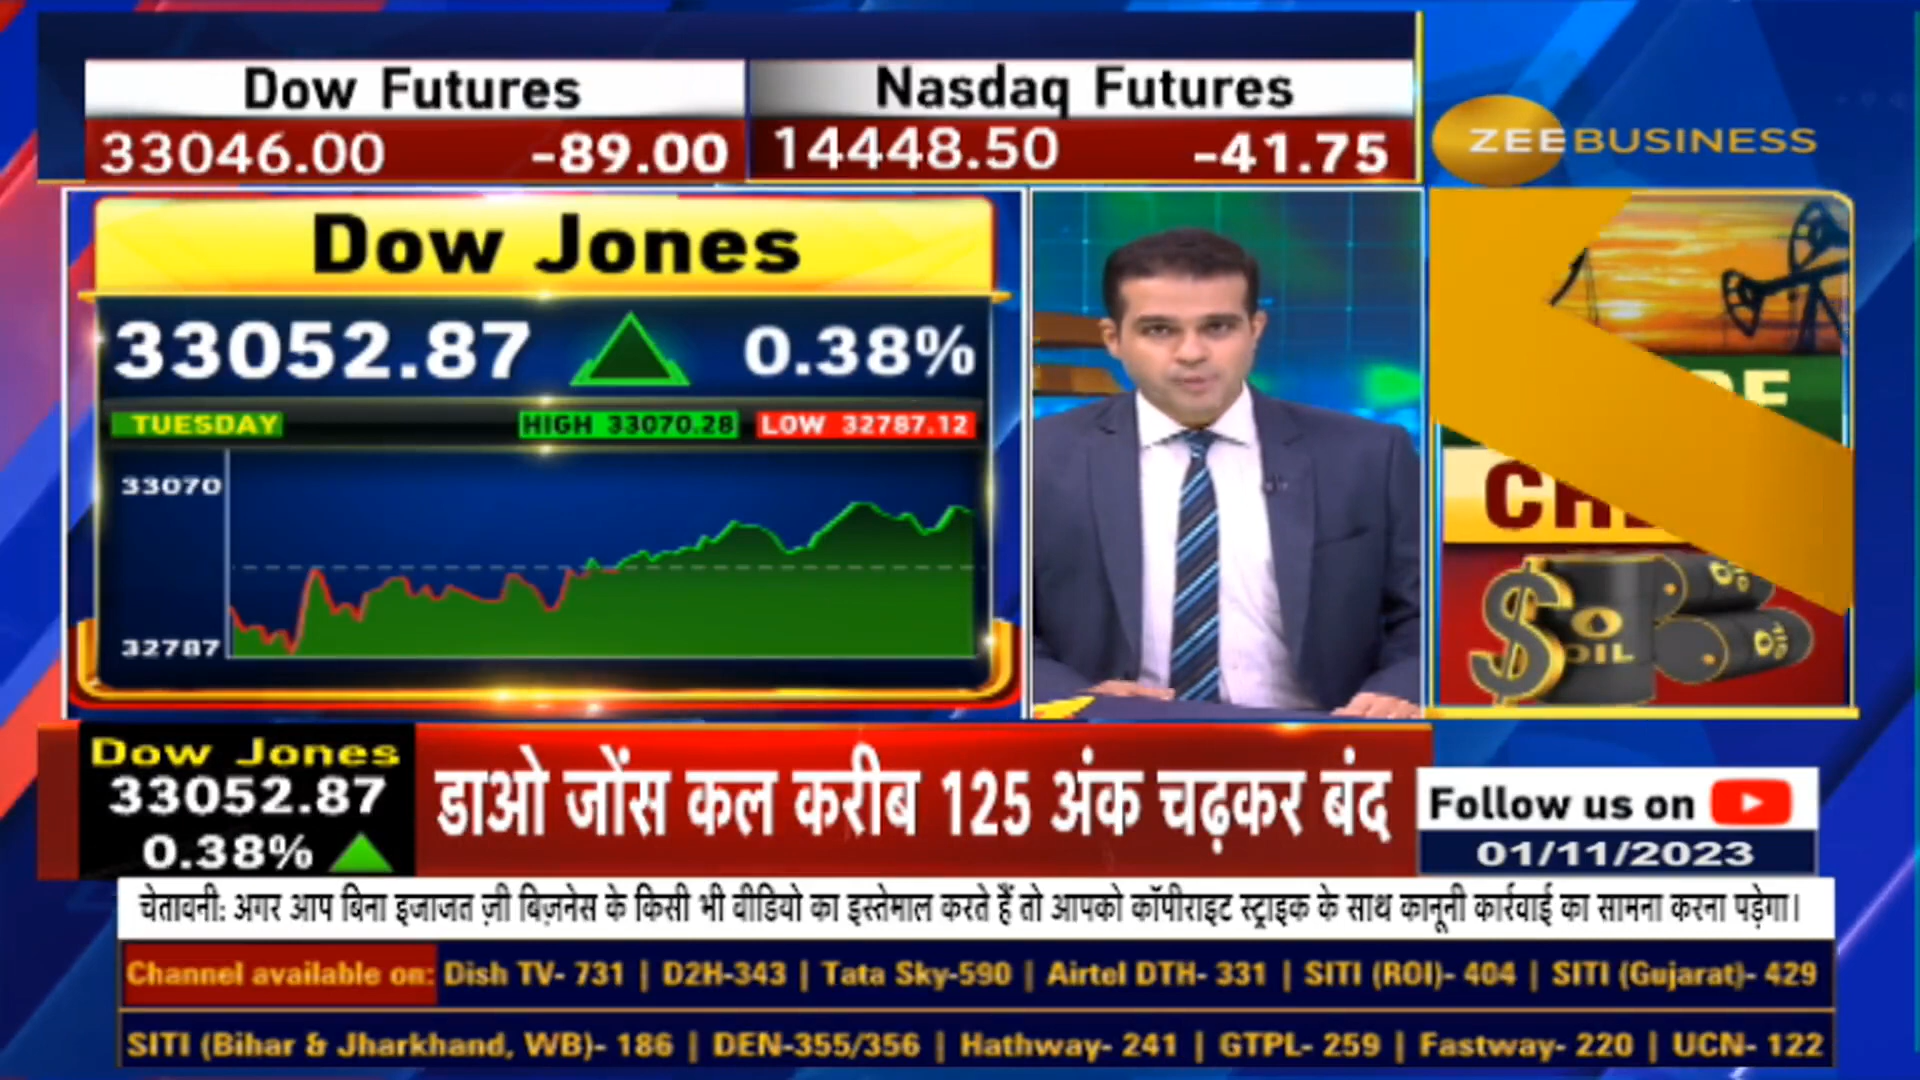 Dow Futures
33046.00 -89.00
Nasdaq Futures
14448.50 -41.75
ZEEBUSINESS
Dow Jones
33052.87 0.38%
TUESDAY HIGH 33070.28 LOW 32787.12
33070
32787
OIL
Dow Jones
33052.87
0.38%
डाओ जोंस कल करीब 125 अंक चढ़कर बंद
Follow us on
01/11/2023
चेतावनी: अगर आप बिना इजाजत ज़ी बिज़नेस के किसी भी वीडियो का इस्तेमाल करते हैं तो आपको कॉपीराइट स्ट्राइक के साथ कानूनी कार्रवाई का सामना करना पड़ेगा।
Channel available on: Dish TV- 731 | D2H-343 | Tata Sky-590 | Airtel DTH- 331 | SITI (ROI)- 404 | SITI (Gujarat)- 429
SITI (Bihar & Jharkhand, WB)- 186 | DEN-355/356 | Hathway- 241 | GTPL- 259 | Fastway- 220 | UCN- 122